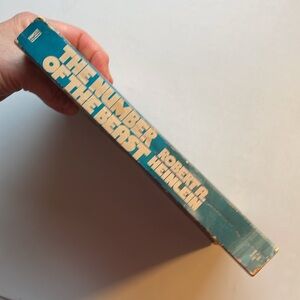 THE NUMBER
OF THE BEAST
ROBERT A.
HEINLEIN